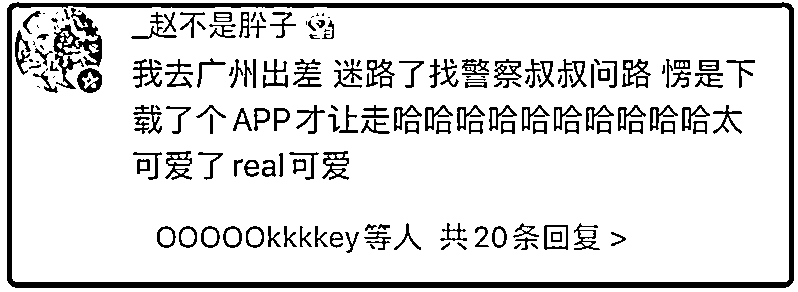 _赵不是胖子
我去广州出差 迷路了找警察叔叔问路 愣是下
载了个APP才让走哈哈哈哈哈哈哈哈哈哈太
可爱了real可爱
OOOOOkkkkey等人 共20条回复 >